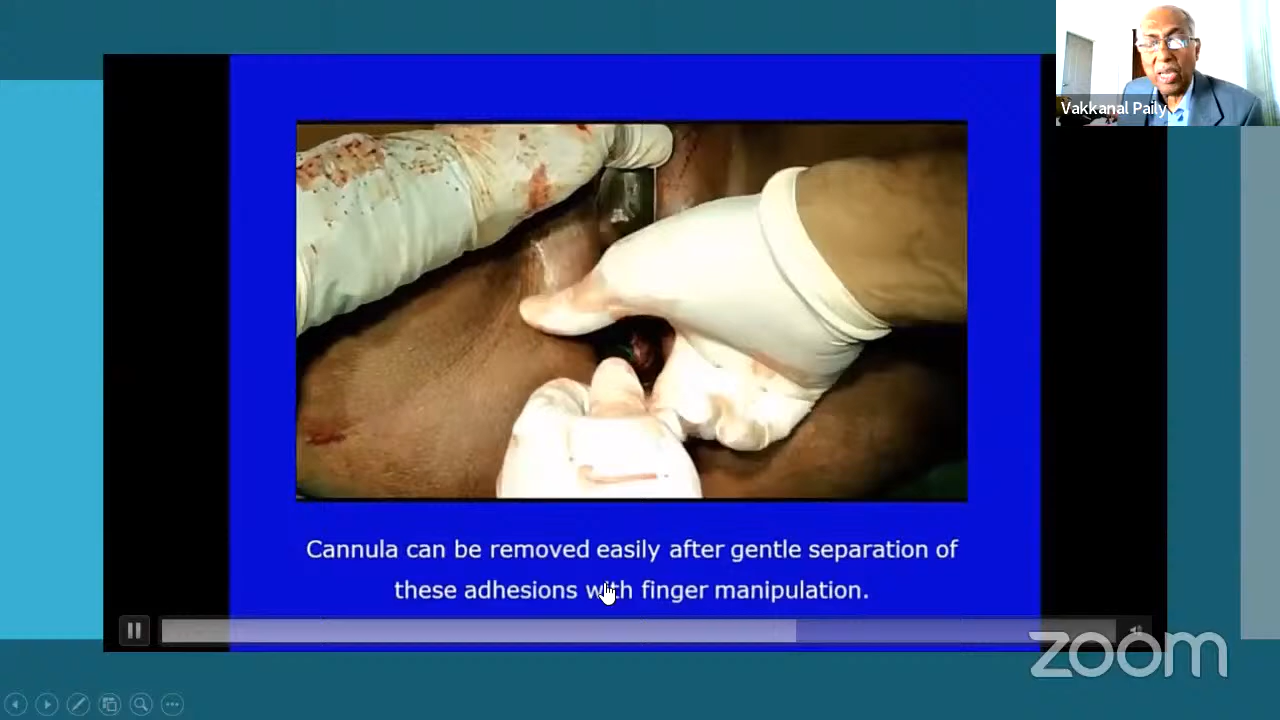 Vakkanal Paily
Cannula can be removed easily after gentle separation of
these adhesions with finger manipulation.
zoom